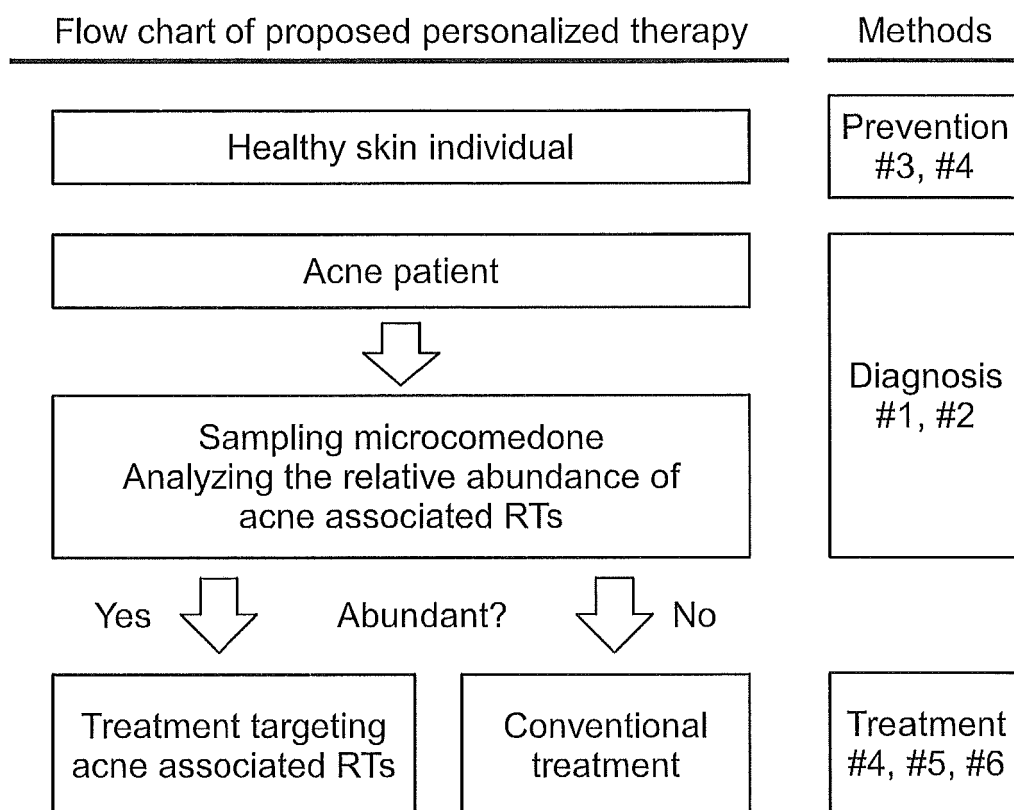 Flow chart of proposed personalized therapy
Methods
Healthy skin individual
Prevention
#3, #4
Acne patient
Diagnosis
#1, #2
Sampling microcomedone
Analyzing the relative abundance of
acne associated RTs
Yes
Abundant?
No
Treatment targeting
acne associated RTs
Conventional
treatment
Treatment
#4, #5, #6